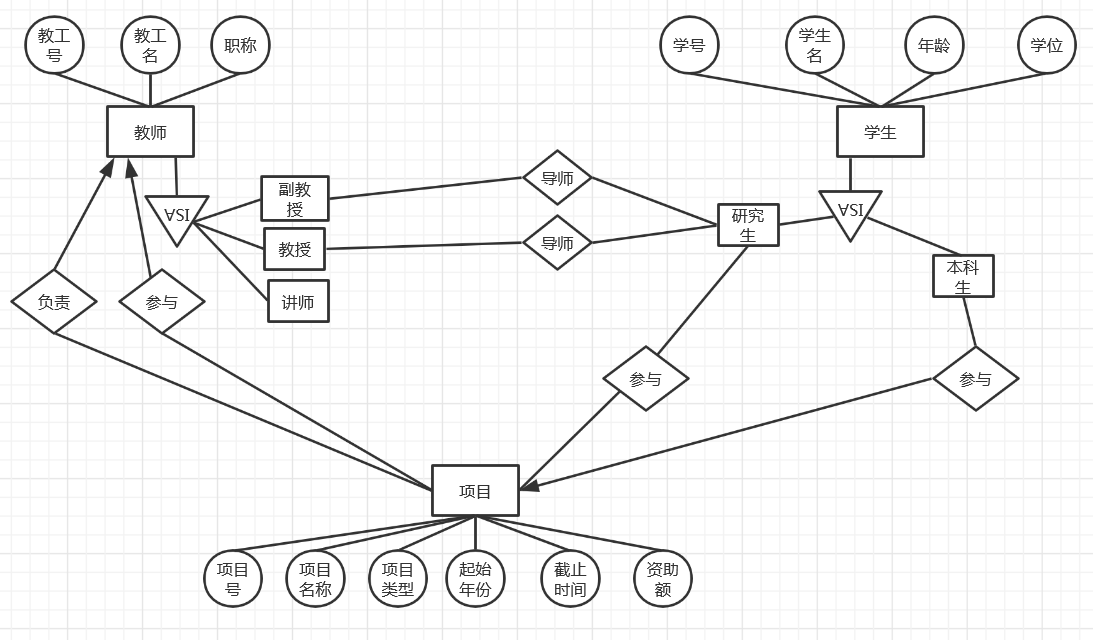 教工
号
教工
名
职称
学号
学生
名
年龄
学位
教师
学生
副教
授
导师
研究
生
ISA
ISA
教授
导师
本科
生
讲师
负责
参与
参与
参与
项目
项目
号
项目
名称
项目
类型
起始
年份
截止
时间
资助
额